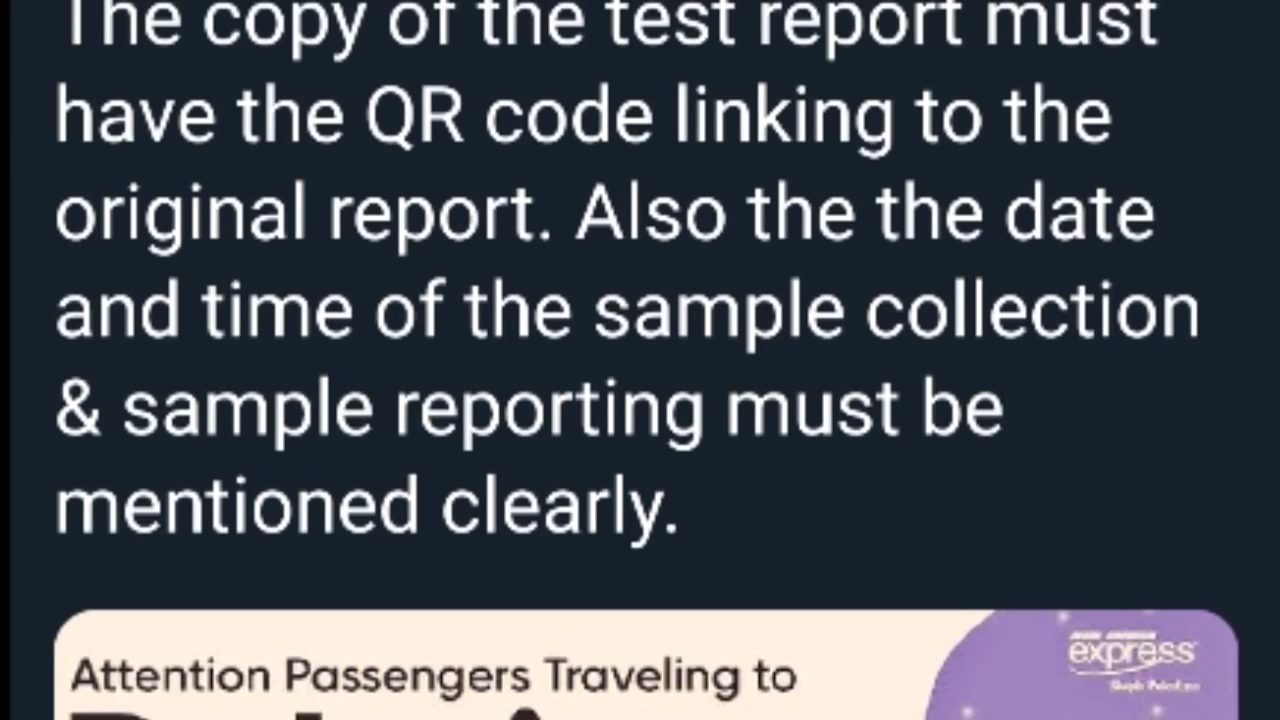 The copy of the test report must
have the QR code linking to the
original report. Also the the date
and time of the sample collection
& sample reporting must be
mentioned clearly.
express
Attention Passengers Traveling to